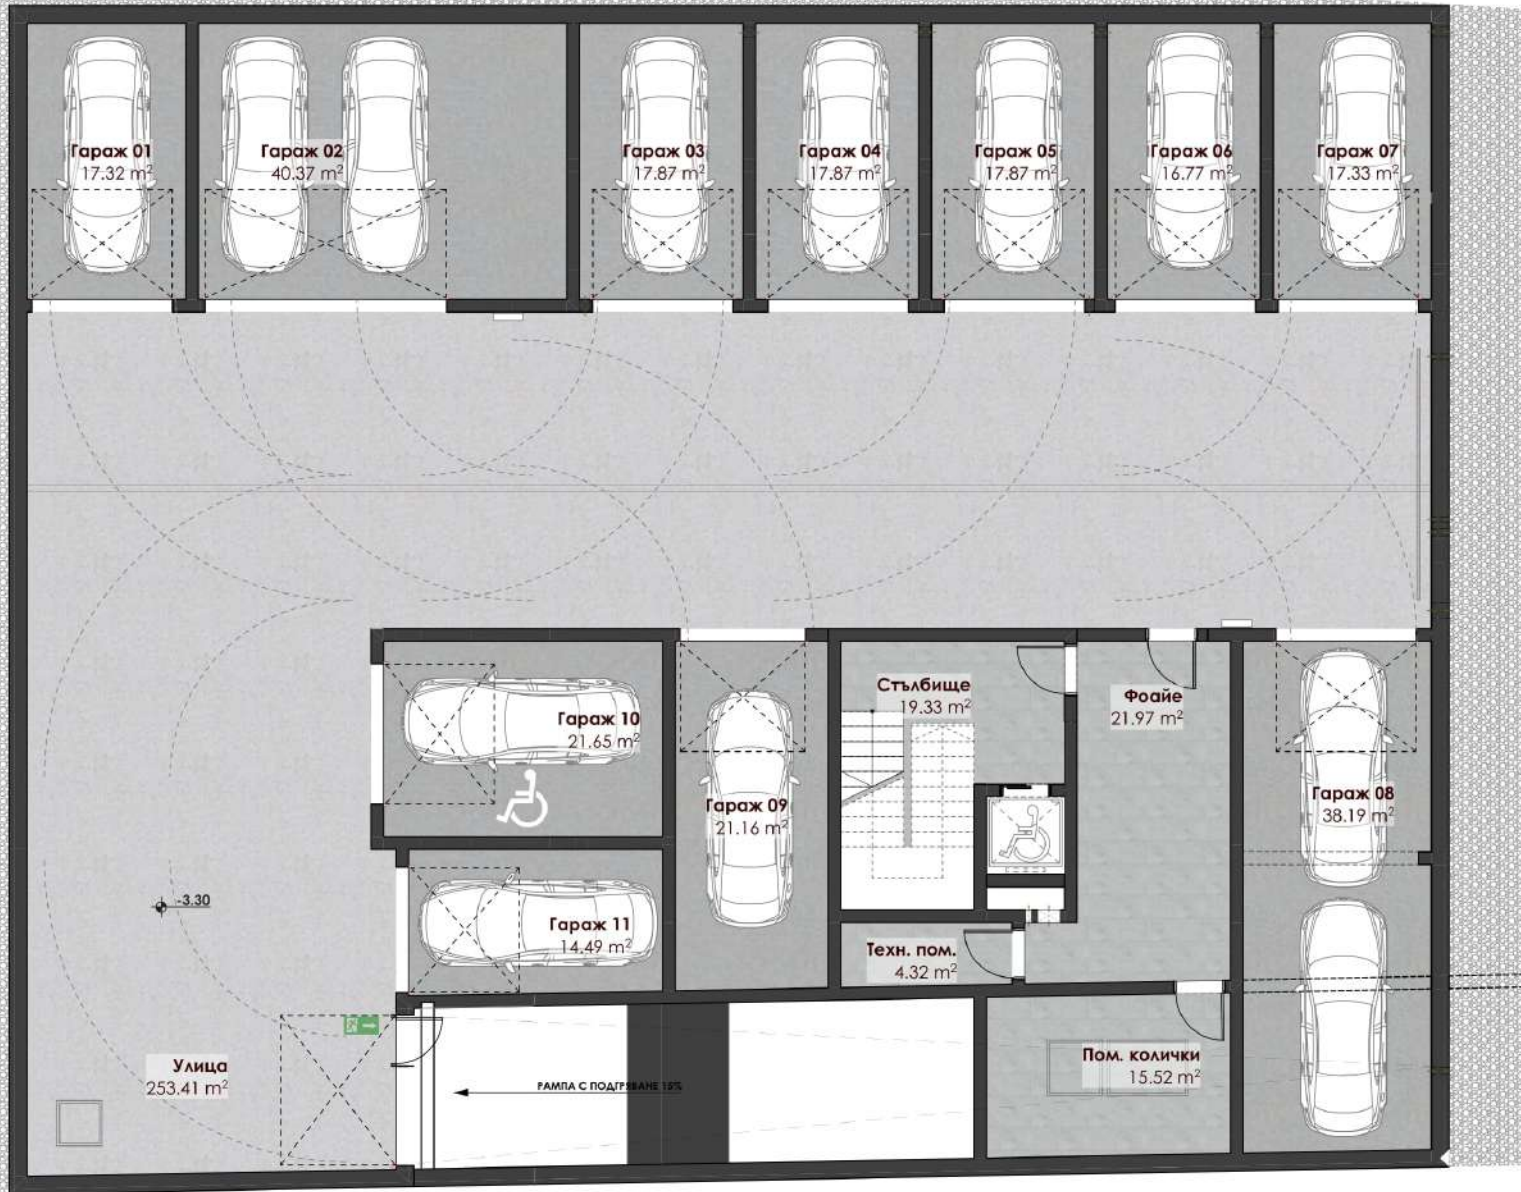 Гараж 01
17.32 m²
Гараж 02
40.37 m²
Гараж 03
17.87 m²
Гараж 04
17.87 m²
Гараж 05
17.87 m²
Гараж 06
16.77 m²
Гараж 07
17.33 m²
Стълбище
19.33 m²
Фоайе
21.97 m²
Гараж 10
21.65 m²
Гараж 09
21.16 m²
Гараж 08
38.19 m²
-3.30
Гараж 11
14.49 m²
Техн. пом.
4.32 m²
Улица
253.41 m²
РАМПА С ПОДГРЯВАНЕ 15%
Пом. колички
15.52 m²